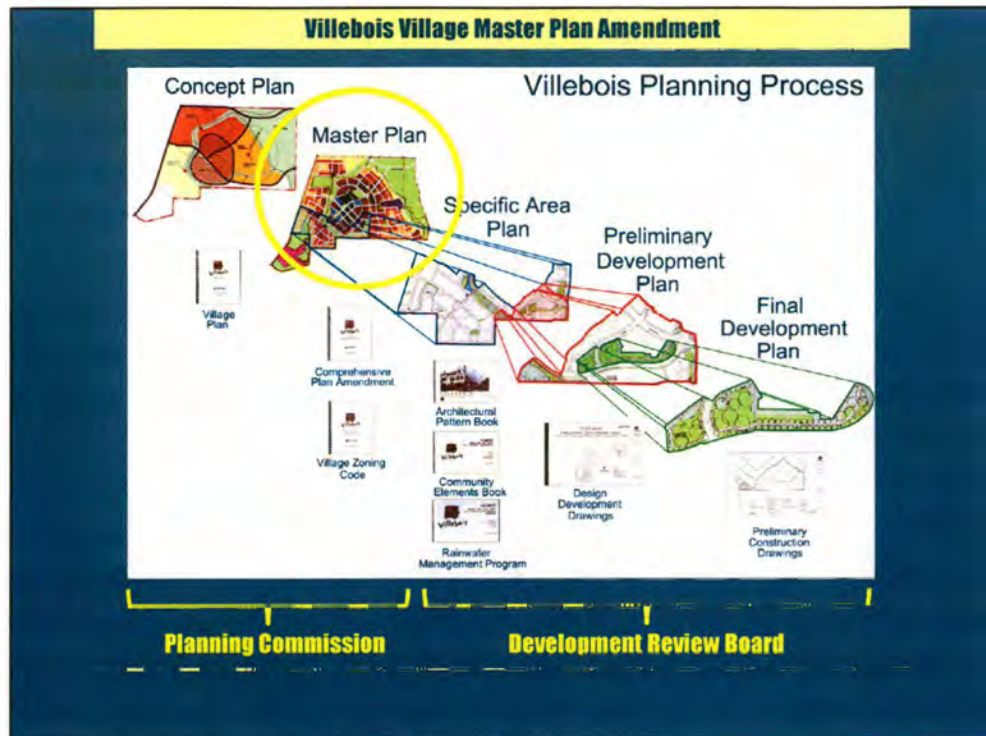 Villebois Village Master Plan Amendment
Villebois Planning Process
Concept Plan
Master Plan
Specific Area
Plan
Preliminary
Development
Plan
Final
Development
Plan
Village
Plan
Comprehensive
Plan Amendment
Village Zoning
Code
Architectural
Pattern Book
Community
Elements Book
Rainwater
Management Program
Design
Development
Drawings
Preliminary
Construction
Drawings
Planning Commission
Development Review Board